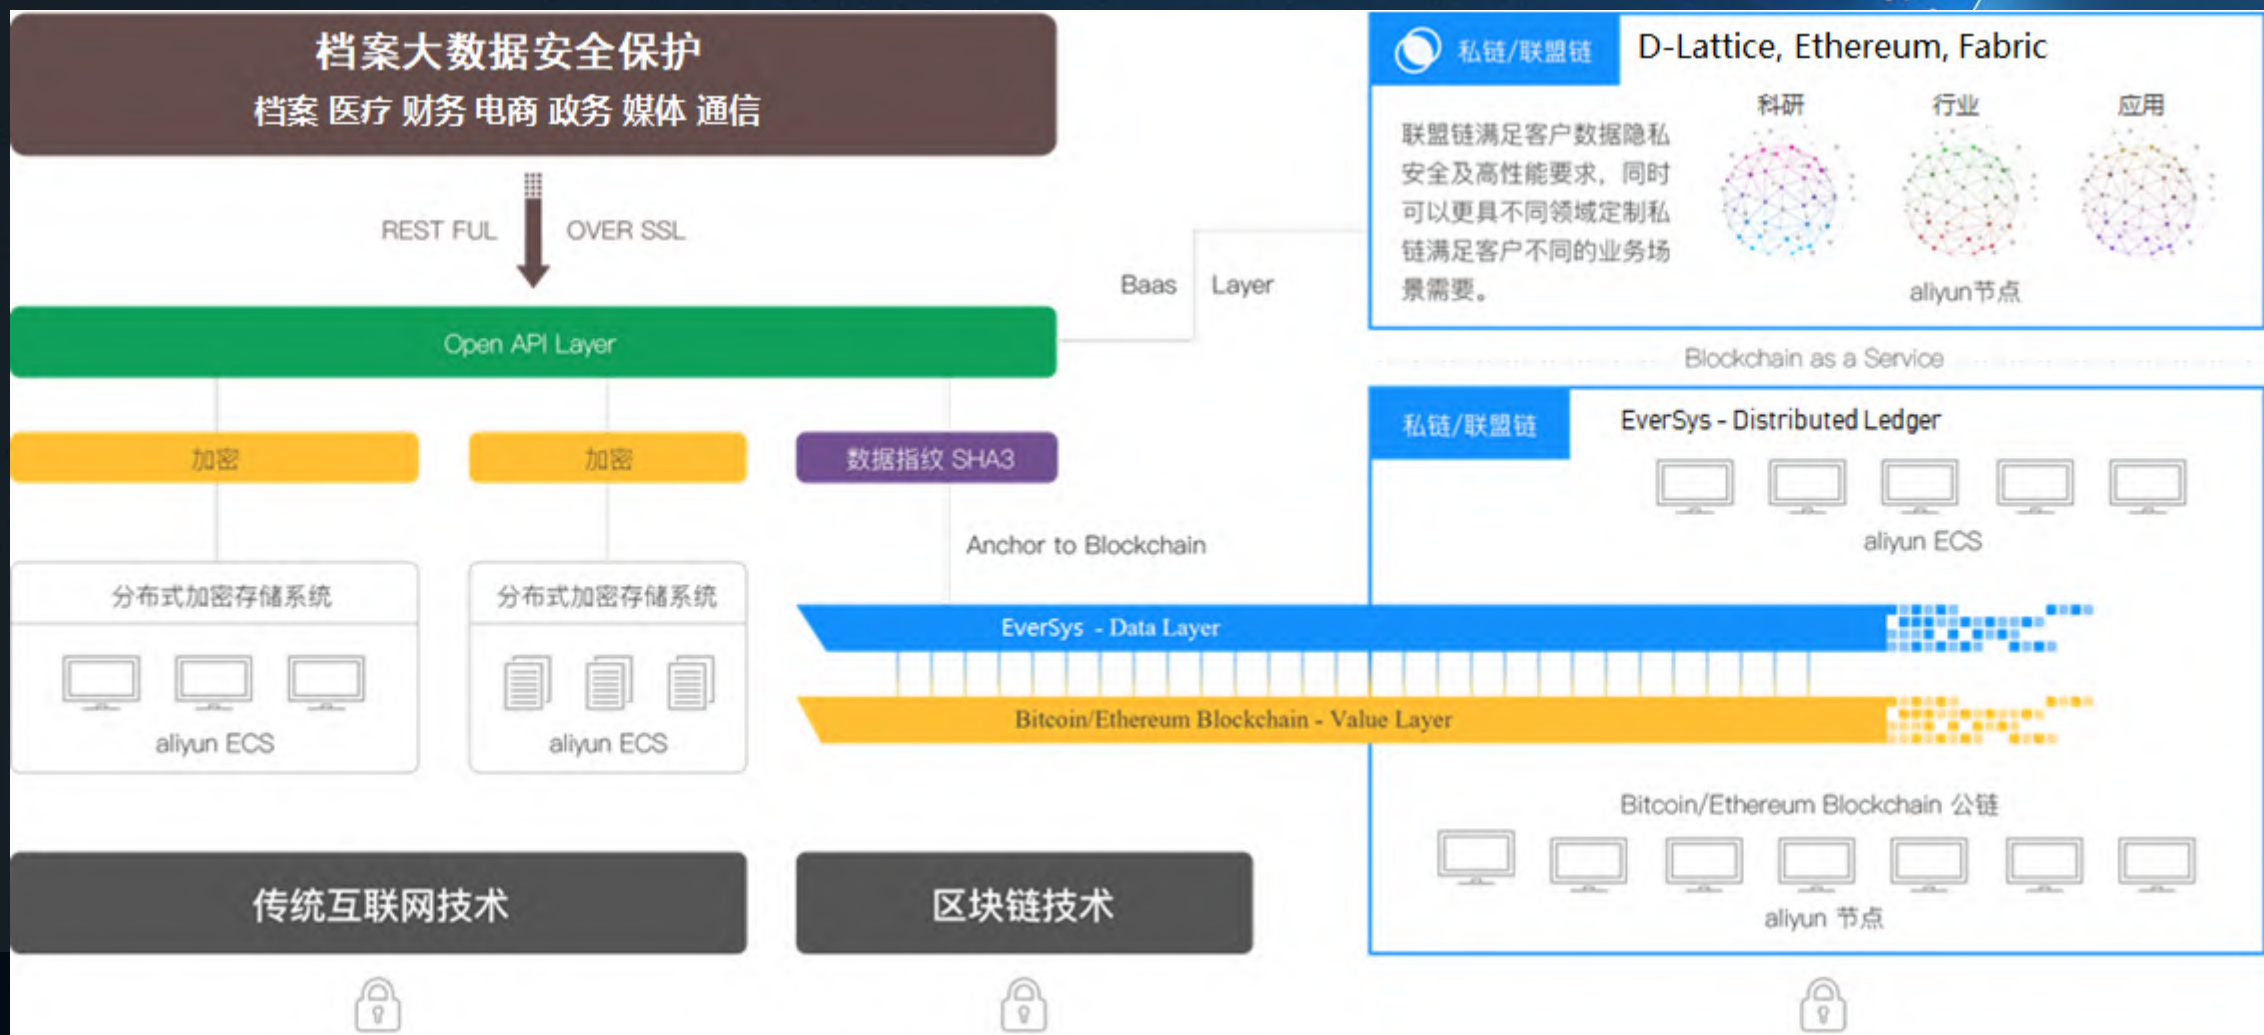 档案大数据安全保护
档案 医疗 财务 电商 政务 媒体 通信
REST FUL OVER SSL
Open API Layer
Baas Layer
加密
加密
数据指纹 SHA3
分布式加密存储系统
aliyun ECS
分布式加密存储系统
aliyun ECS
Anchor to Blockchain
EverSys - Data Layer
Bitcoin/Ethereum Blockchain - Value Layer
传统互联网技术
区块链技术
私链/联盟链
D-Lattice, Ethereum, Fabric
联盟链满足客户数据隐私
安全及高性能要求，同时
可以更具不同领域定制私
链满足客户不同的业务场
景需要。
科研 行业 应用
aliyun节点
Blockchain as a Service
私链/联盟链
EverSys - Distributed Ledger
aliyun ECS
Bitcoin/Ethereum Blockchain 公链
aliyun 节点